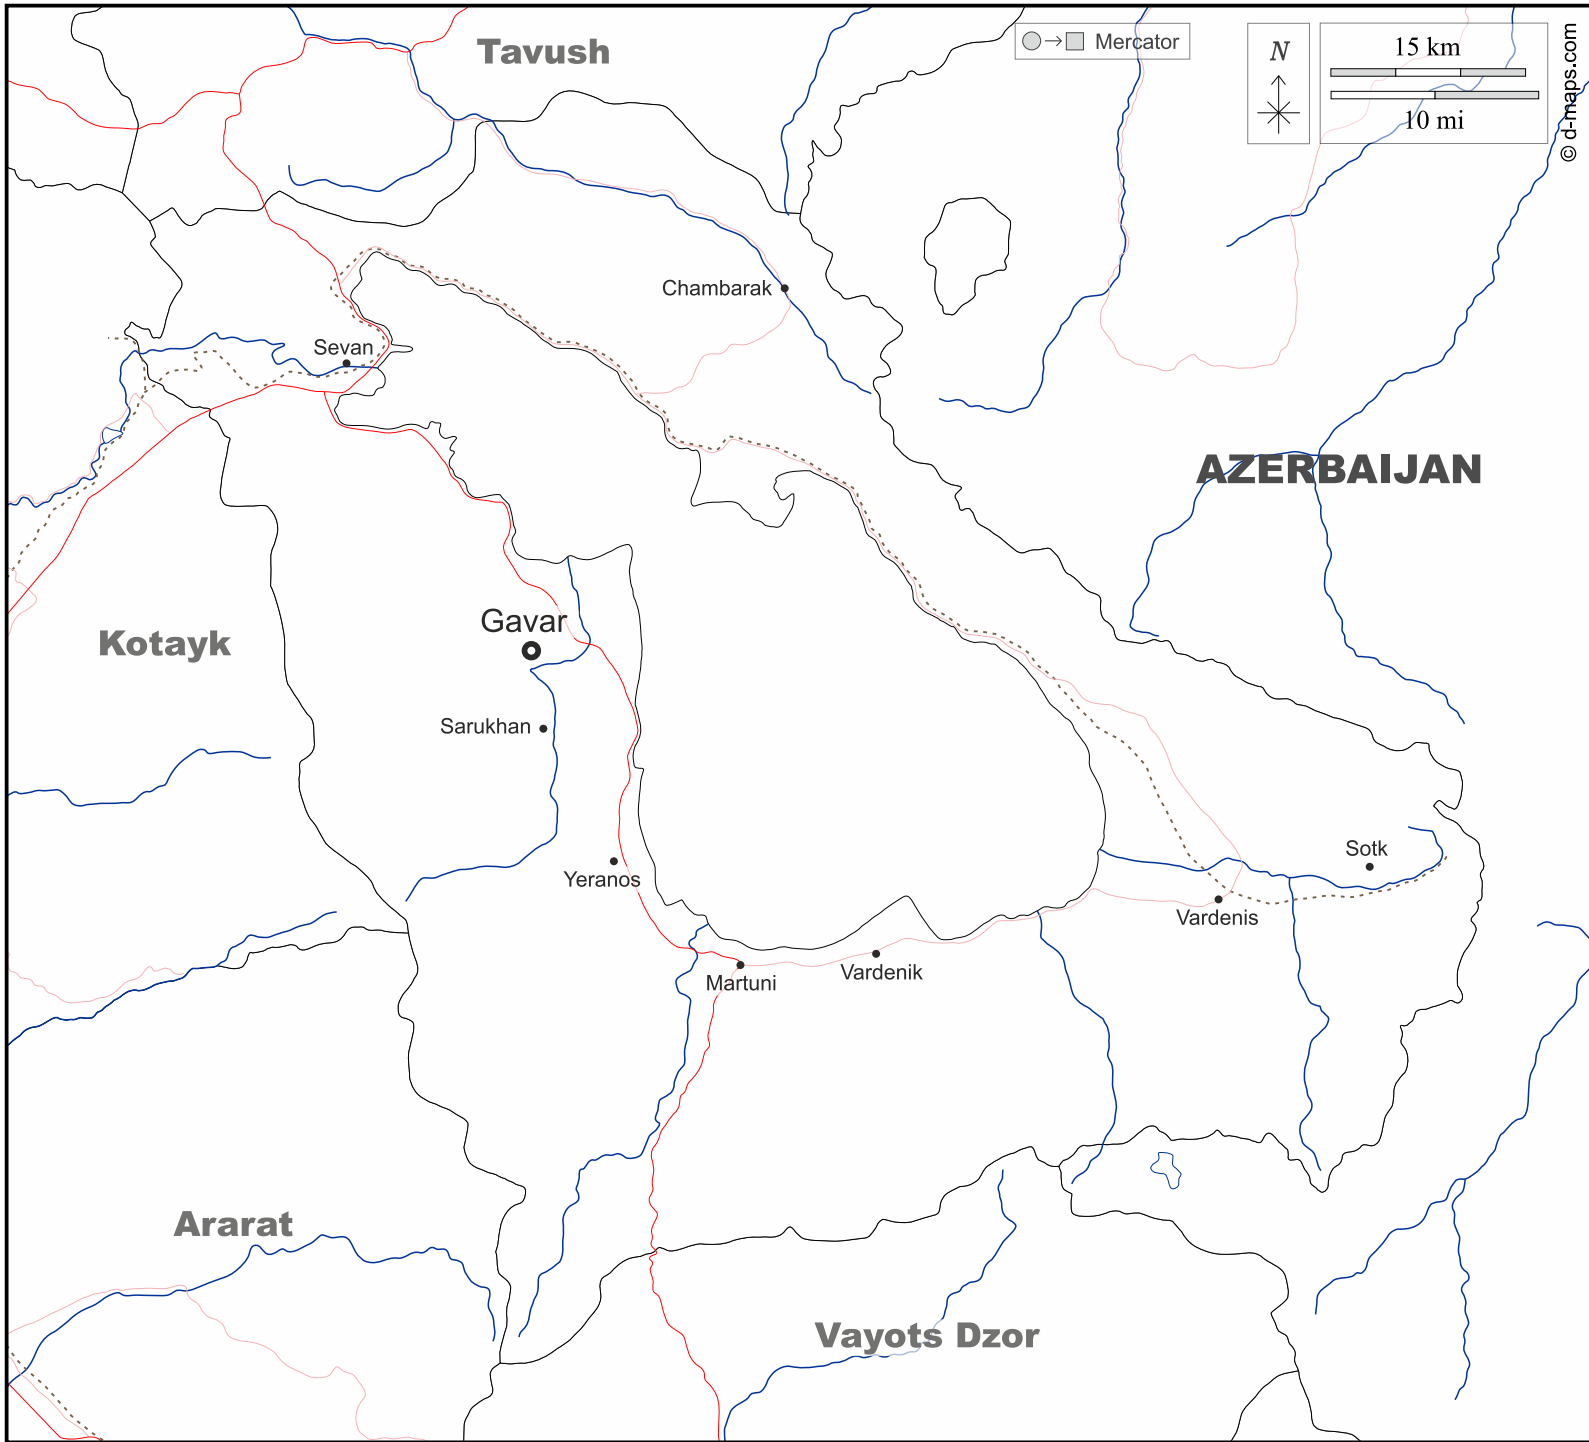 Tavush
Mercator
N
15 km
10 mi
© d-maps.com
Chambarak
Sevan
AZERBAIJAN
Gavar
Kotayk
Sarukhan
Sotk
Yeranos
Vardenis
Vardenik
Martuni
Ararat
Vayots Dzor